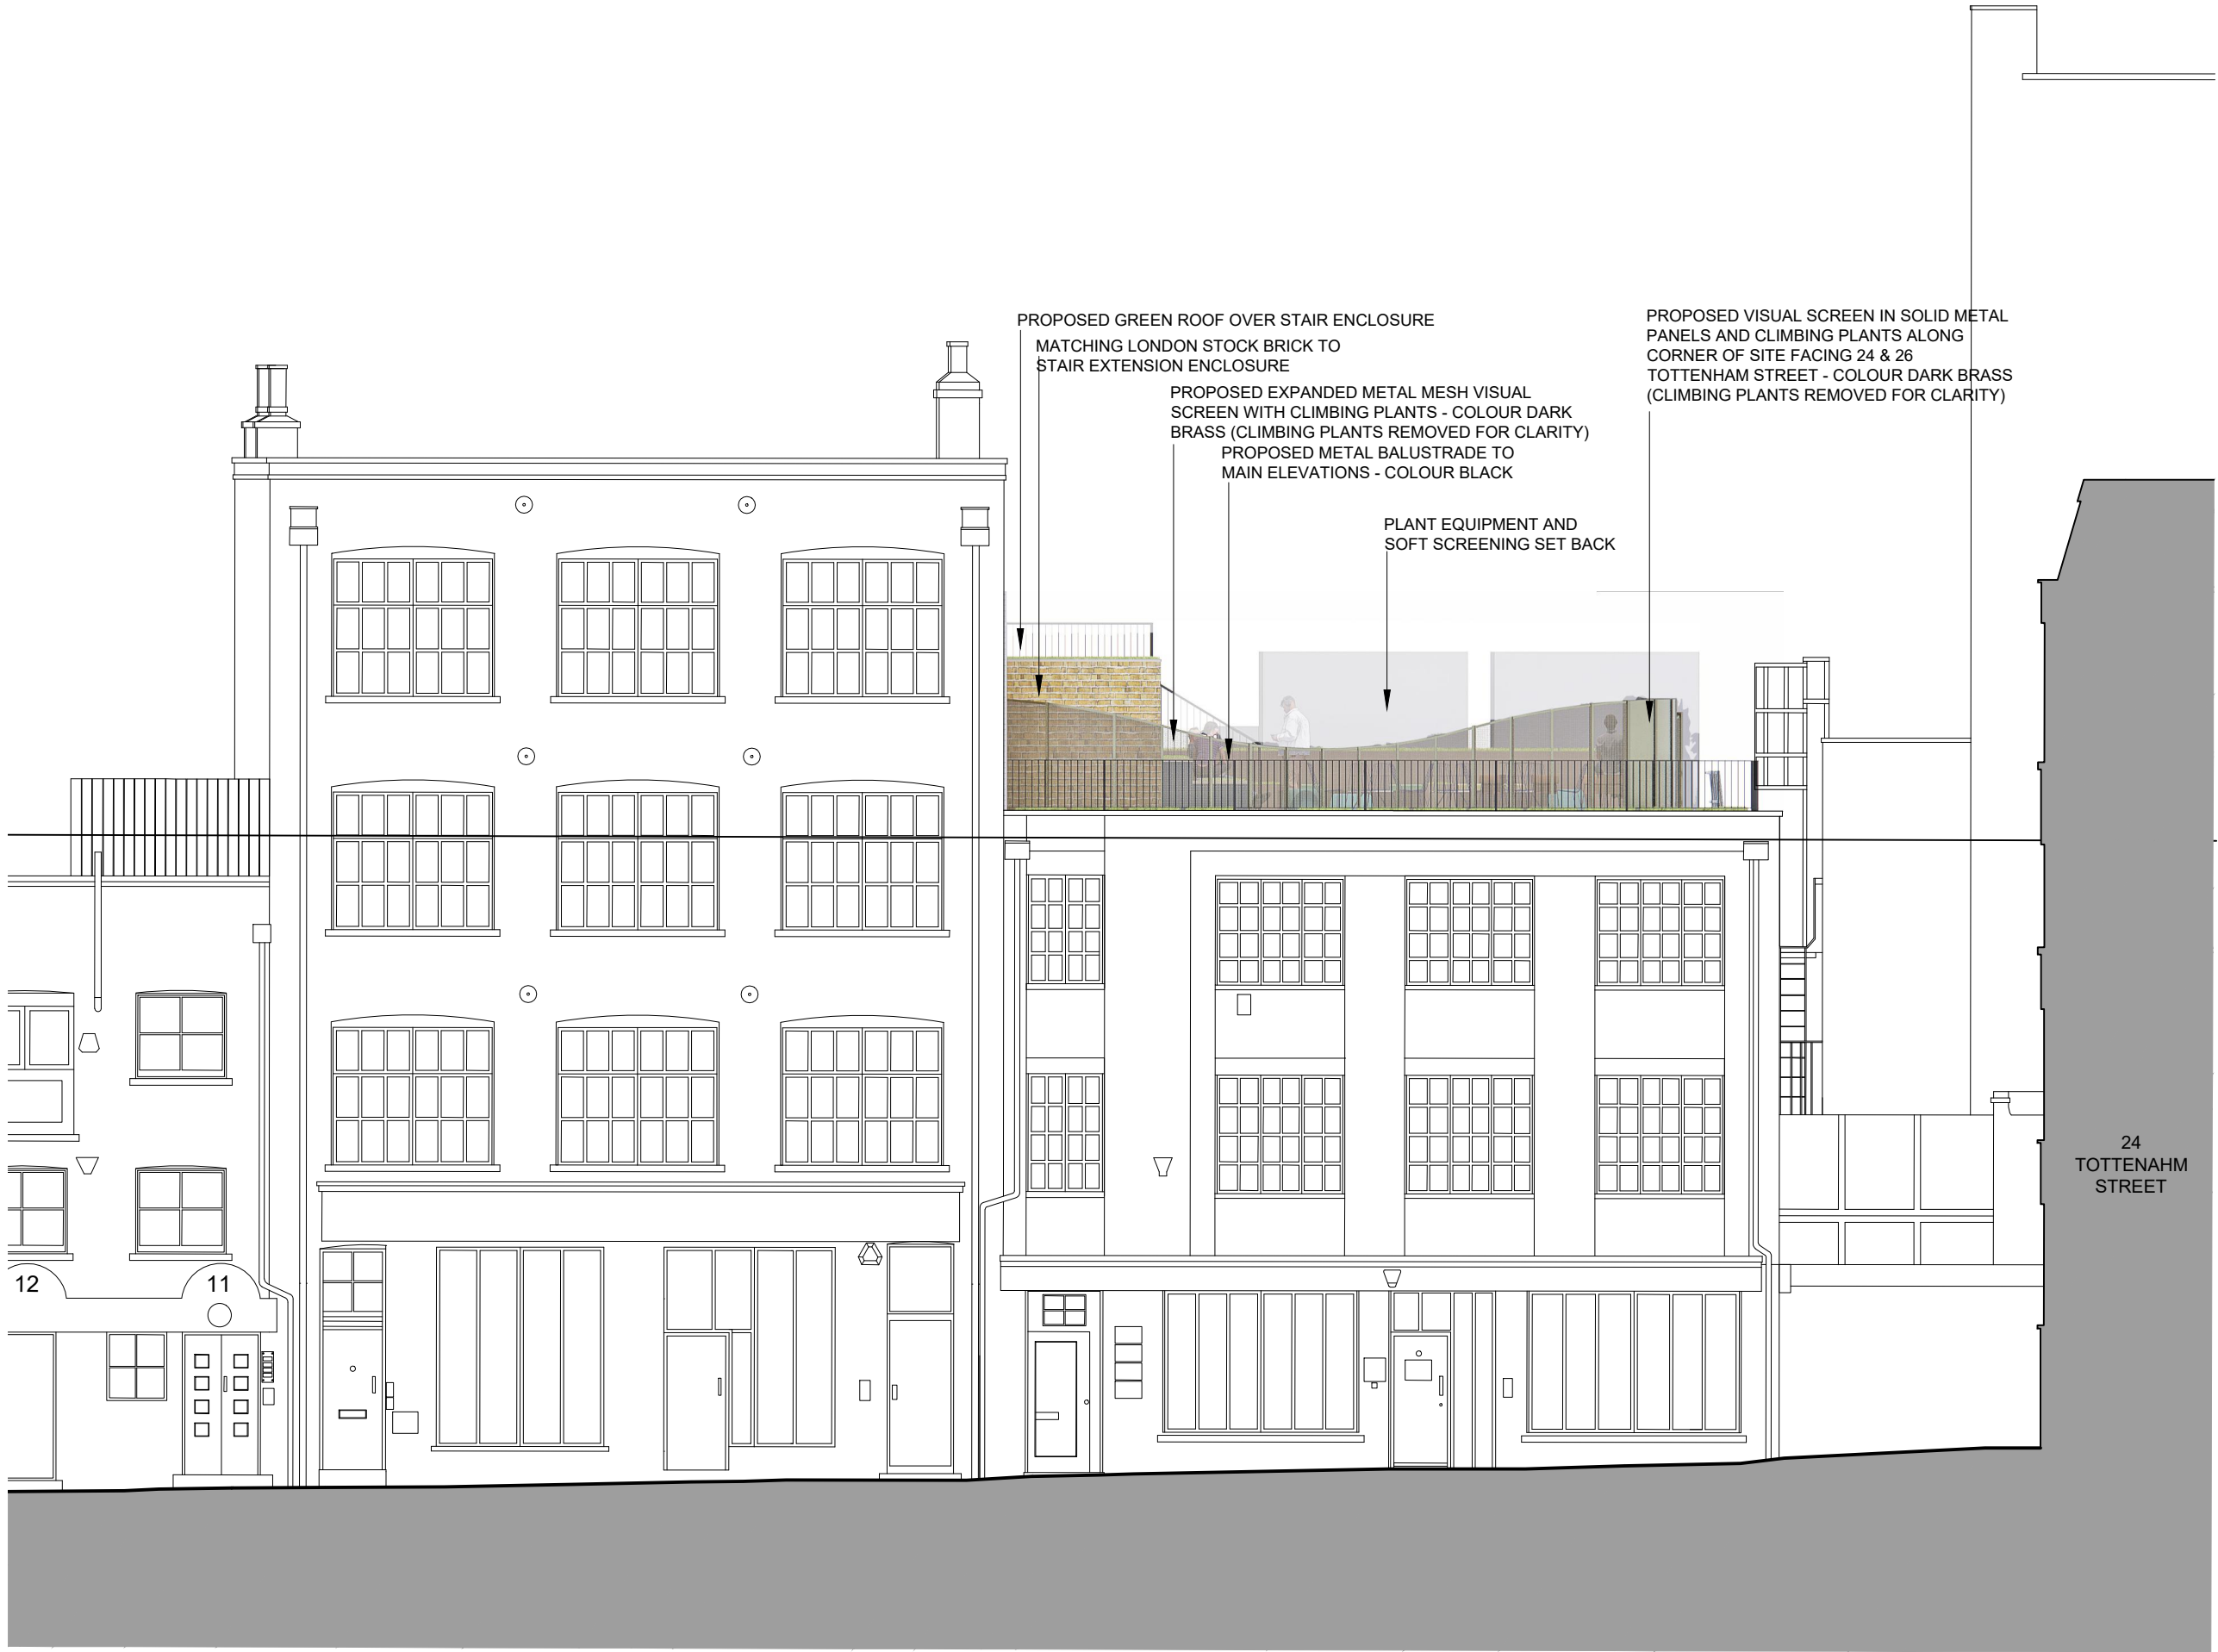 PROPOSED GREEN ROOF OVER STAIR ENCLOSURE
MATCHING LONDON STOCK BRICK TO
STAIR EXTENSION ENCLOSURE
PROPOSED EXPANDED METAL MESH VISUAL
SCREEN WITH CLIMBING PLANTS - COLOUR DARK
BRASS (CLIMBING PLANTS REMOVED FOR CLARITY)
PROPOSED METAL BALUSTRADE TO
MAIN ELEVATIONS - COLOUR BLACK
PLANT EQUIPMENT AND
SOFT SCREENING SET BACK
PROPOSED VISUAL SCREEN IN SOLID METAL
PANELS AND CLIMBING PLANTS ALONG
CORNER OF SITE FACING 24 & 26
TOTTENHAM STREET - COLOUR DARK BRASS
(CLIMBING PLANTS REMOVED FOR CLARITY)
24
TOTTENAHM
STREET
12
11